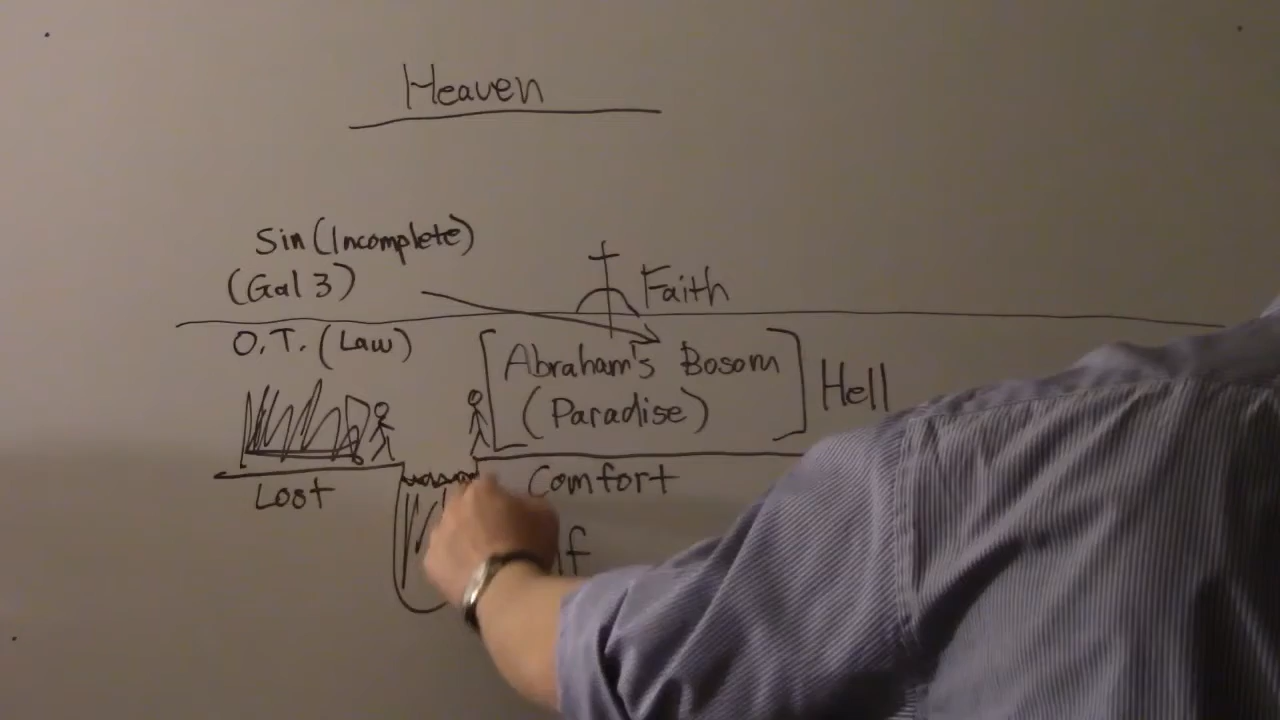 Heaven
Sin (Incomplete)
(Gal 3)
Faith
O.T. (Law)
Abraham's Bosom
(Paradise)
Hell
Lost
Comfort